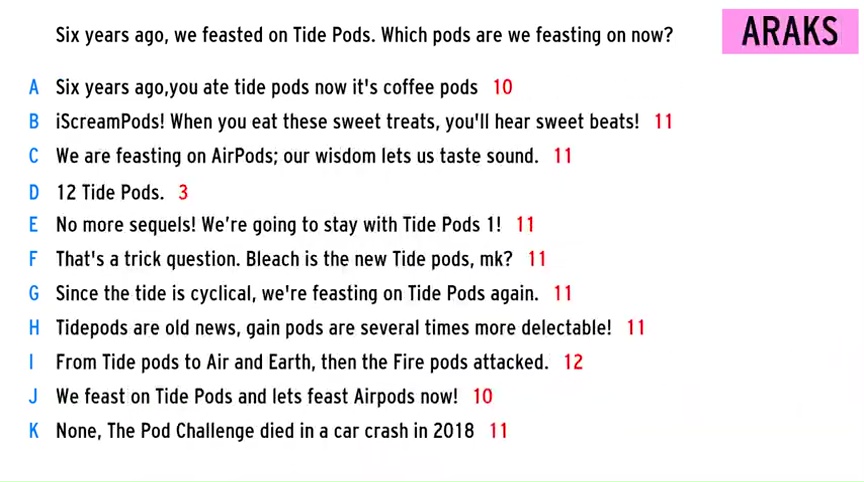 Six years ago, we feasted on Tide Pods. Which pods are we feasting on now?
ARAKS
A Six years ago,you ate tide pods now it's coffee pods 10
B iScreamPods! When you eat these sweet treats, you'll hear sweet beats! 11
C We are feasting on AirPods; our wisdom lets us taste sound. 11
D 12 Tide Pods. 3
E No more sequels! We're going to stay with Tide Pods 1! 11
F That's a trick question. Bleach is the new Tide pods, mk? 11
G Since the tide is cyclical, we're feasting on Tide Pods again. 11
H Tidepods are old news, gain pods are several times more delectable! 11
I From Tide pods to Air and Earth, then the Fire pods attacked. 12
J We feast on Tide Pods and lets feast Airpods now! 10
K None, The Pod Challenge died in a car crash in 2018 11